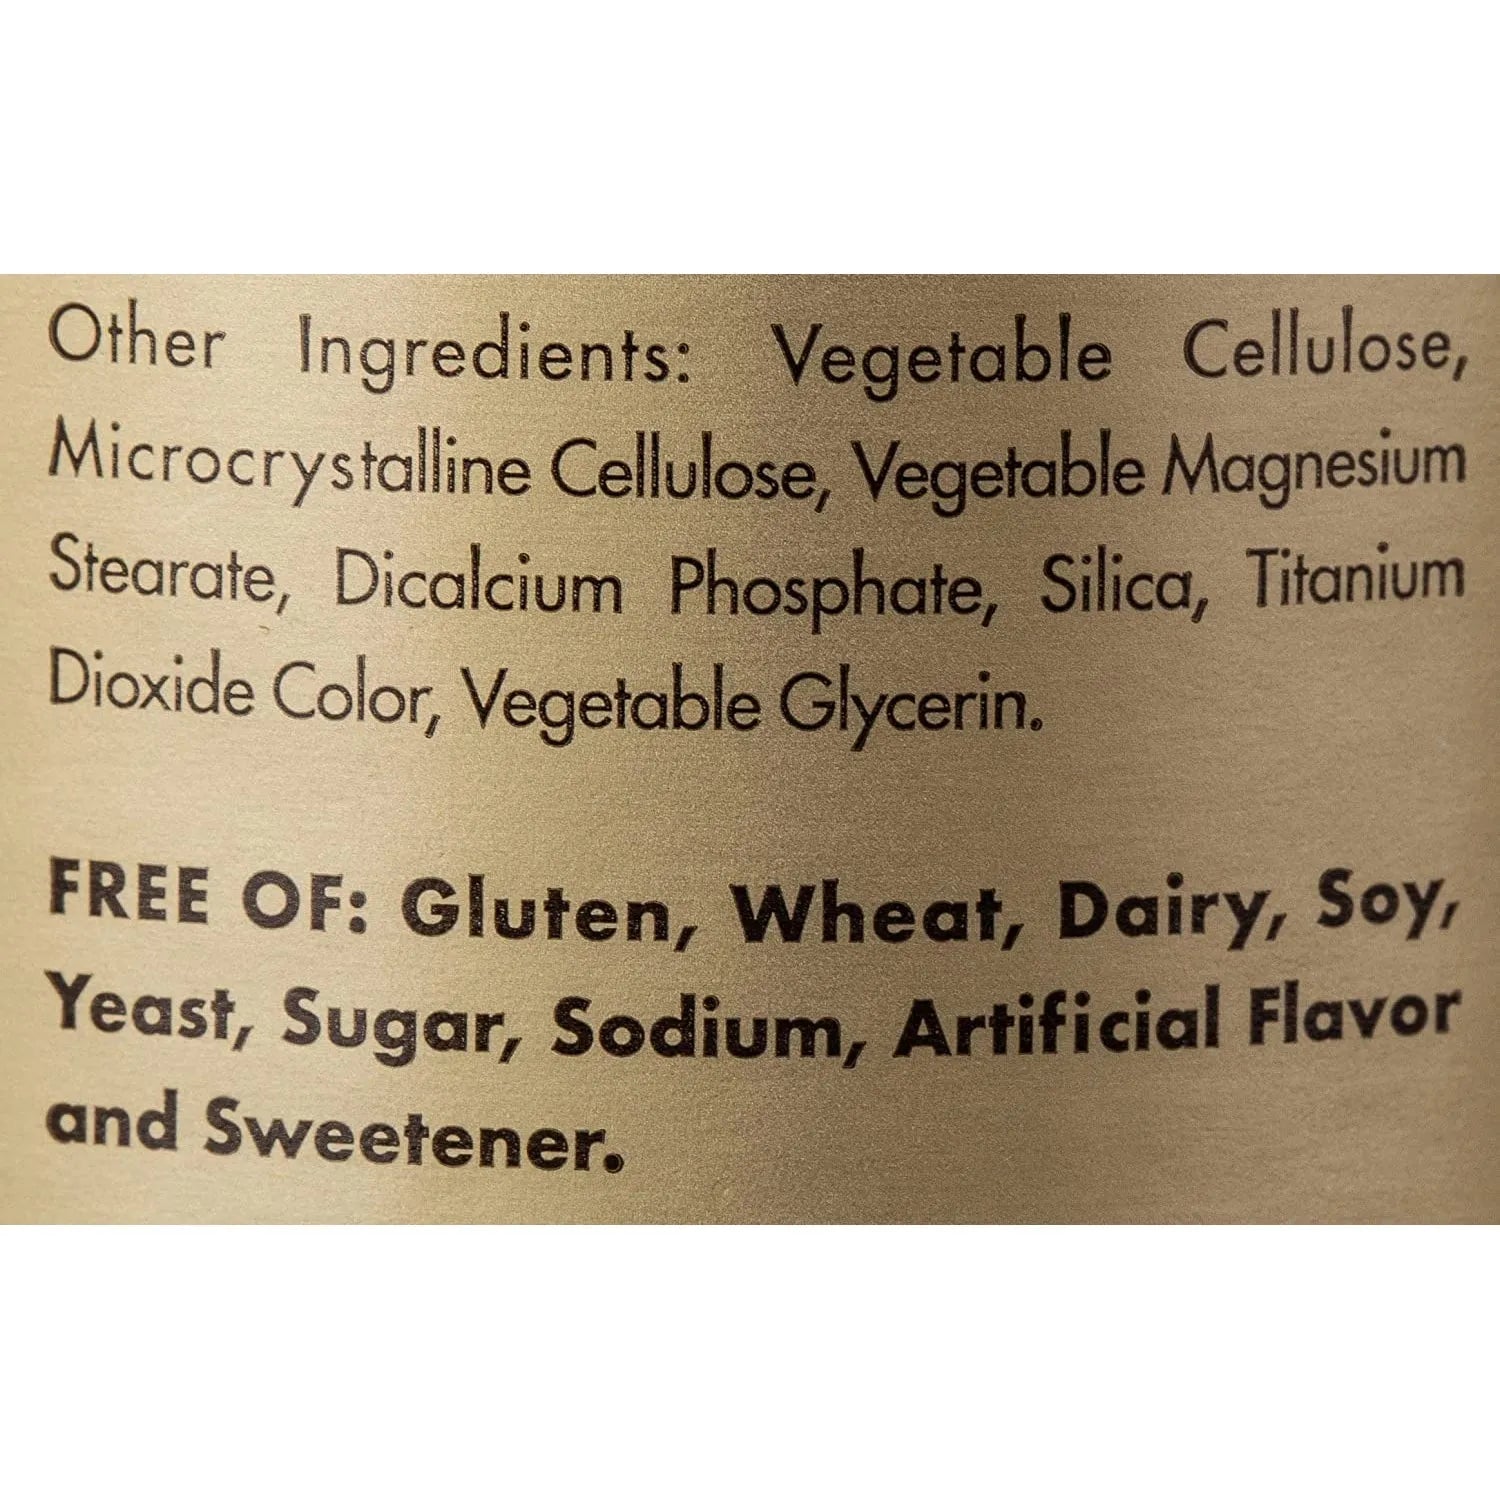 Other Ingredients: Vegetable Cellulose,
Microcrystalline Cellulose, Vegetable Magnesium
Stearate, Dicalcium Phosphate, Silica, Titanium
Dioxide Color, Vegetable Glycerin.
FREE OF: Gluten, Wheat, Dairy, Soy,
Yeast, Sugar, Sodium, Artificial Flavor
and Sweetener.